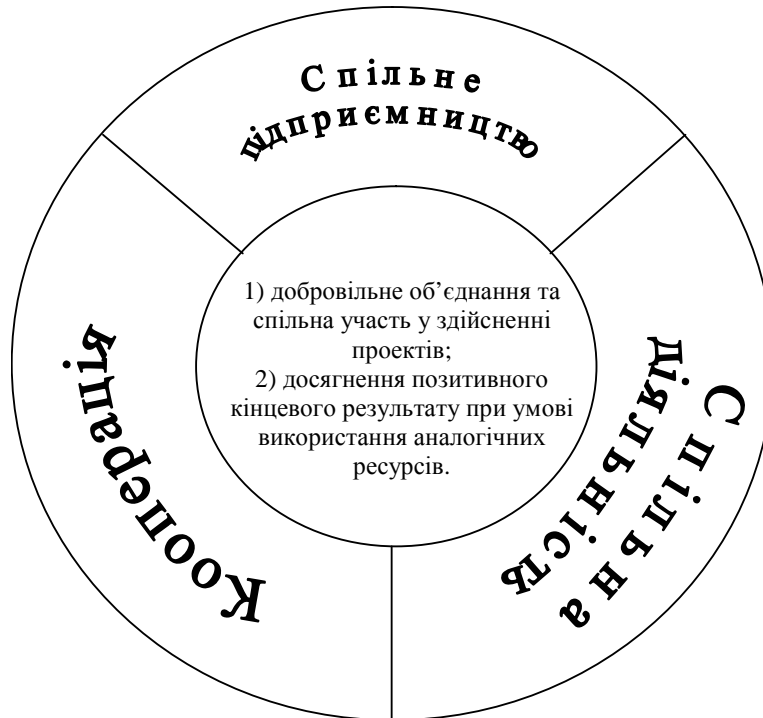 Спільне
підприємництво
1) добровільне об’єднання та
спільна участь у здійсненні
проектів;
2) досягнення позитивного
кінцевого результату при умові
використання аналогічних
ресурсів.
Кооперація
Спільна
діяльність